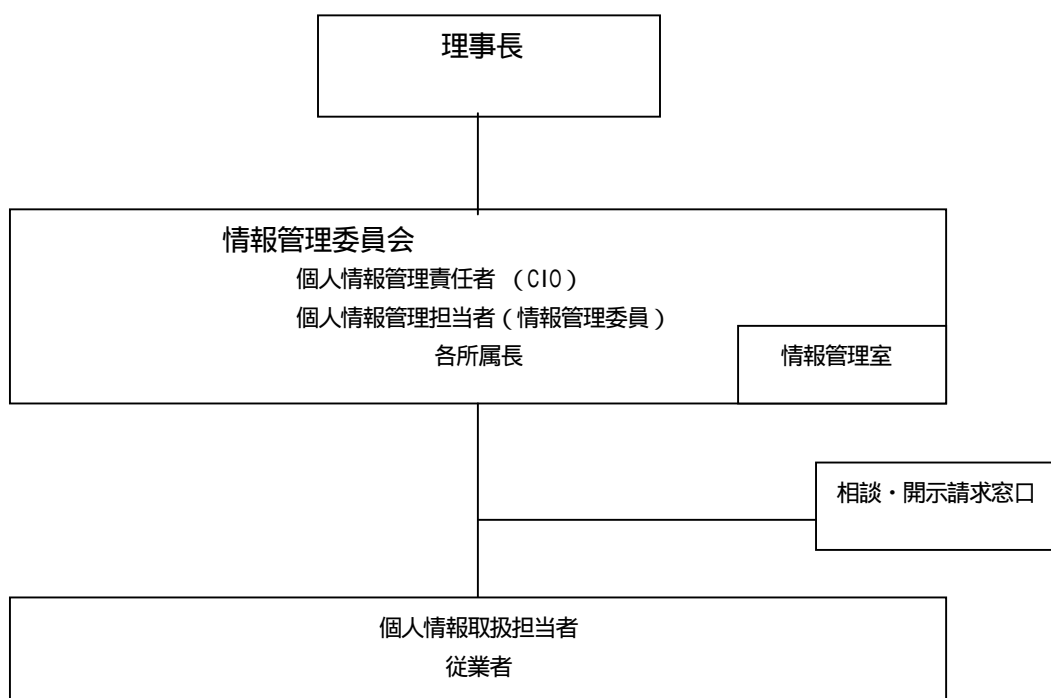 理事長
情報管理委員会
個人情報管理責任者 (CIO)
個人情報管理担当者(情報管理委員)
各所属長
情報管理室
相談・開示請求窓口
個人情報取扱担当者
従業者